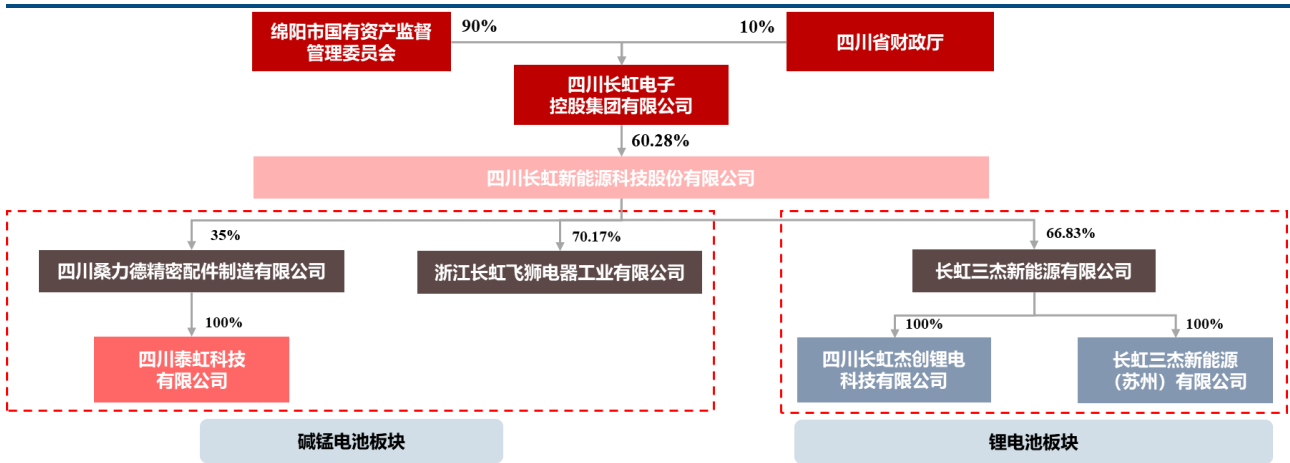 绵阳市国有资产监督
管理委员会
90%
10%
四川省财政厅
四川长虹电子
控股集团有限公司
60.28%
四川长虹新能源科技股份有限公司
35%
70.17%
66.83%
四川桑力德精密配件制造有限公司
浙江长虹飞狮电器工业有限公司
长虹三杰新能源有限公司
100%
100%
100%
四川泰虹科技
有限公司
四川长虹杰创锂电
科技有限公司
长虹三杰新能源
（苏州）有限公司
碱锰电池板块
锂电池板块